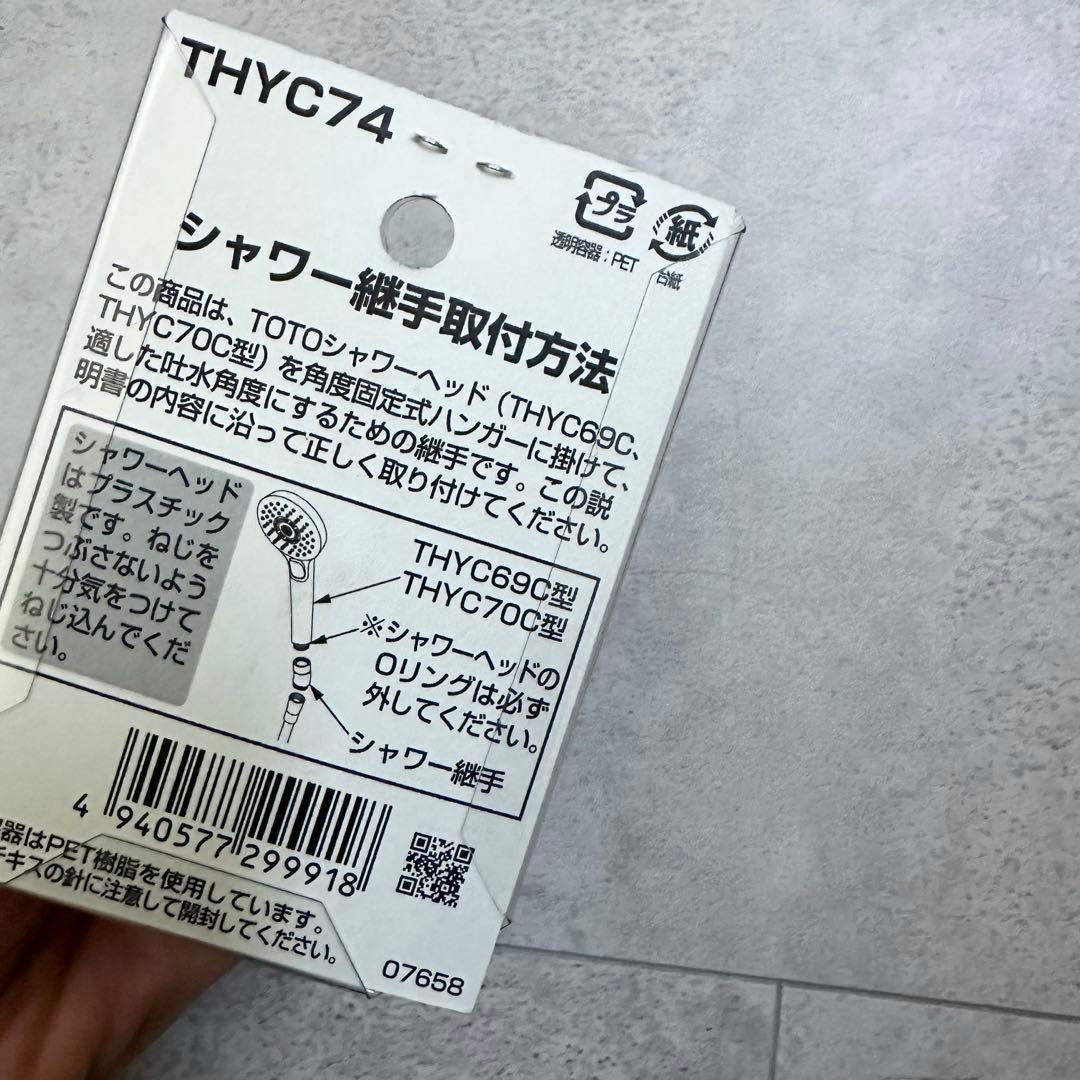 THYC74
プラ
紙
透明容器：PET
台紙
シャワー継手取付方法
この商品は、TOTOシャワーヘッド（THYC69C、
THYC70C型）を角度固定式ハンガーに掛けて、
適した吐水角度にするための継手です。この説
明書の内容に沿って正しく取り付けてください。
シャワーヘッド
はプラスチック
製です。ねじを
つぶさないよう
十分気をつけて
ねじ込んでくだ
さい。
THYC69C型
THYC70C型
※シャワーヘッドの
Oリングは必ず
外してください。
シャワー継手
4 940577 299918
器はPET樹脂を使用しています。
チキスの針に注意して開封してください。
07658